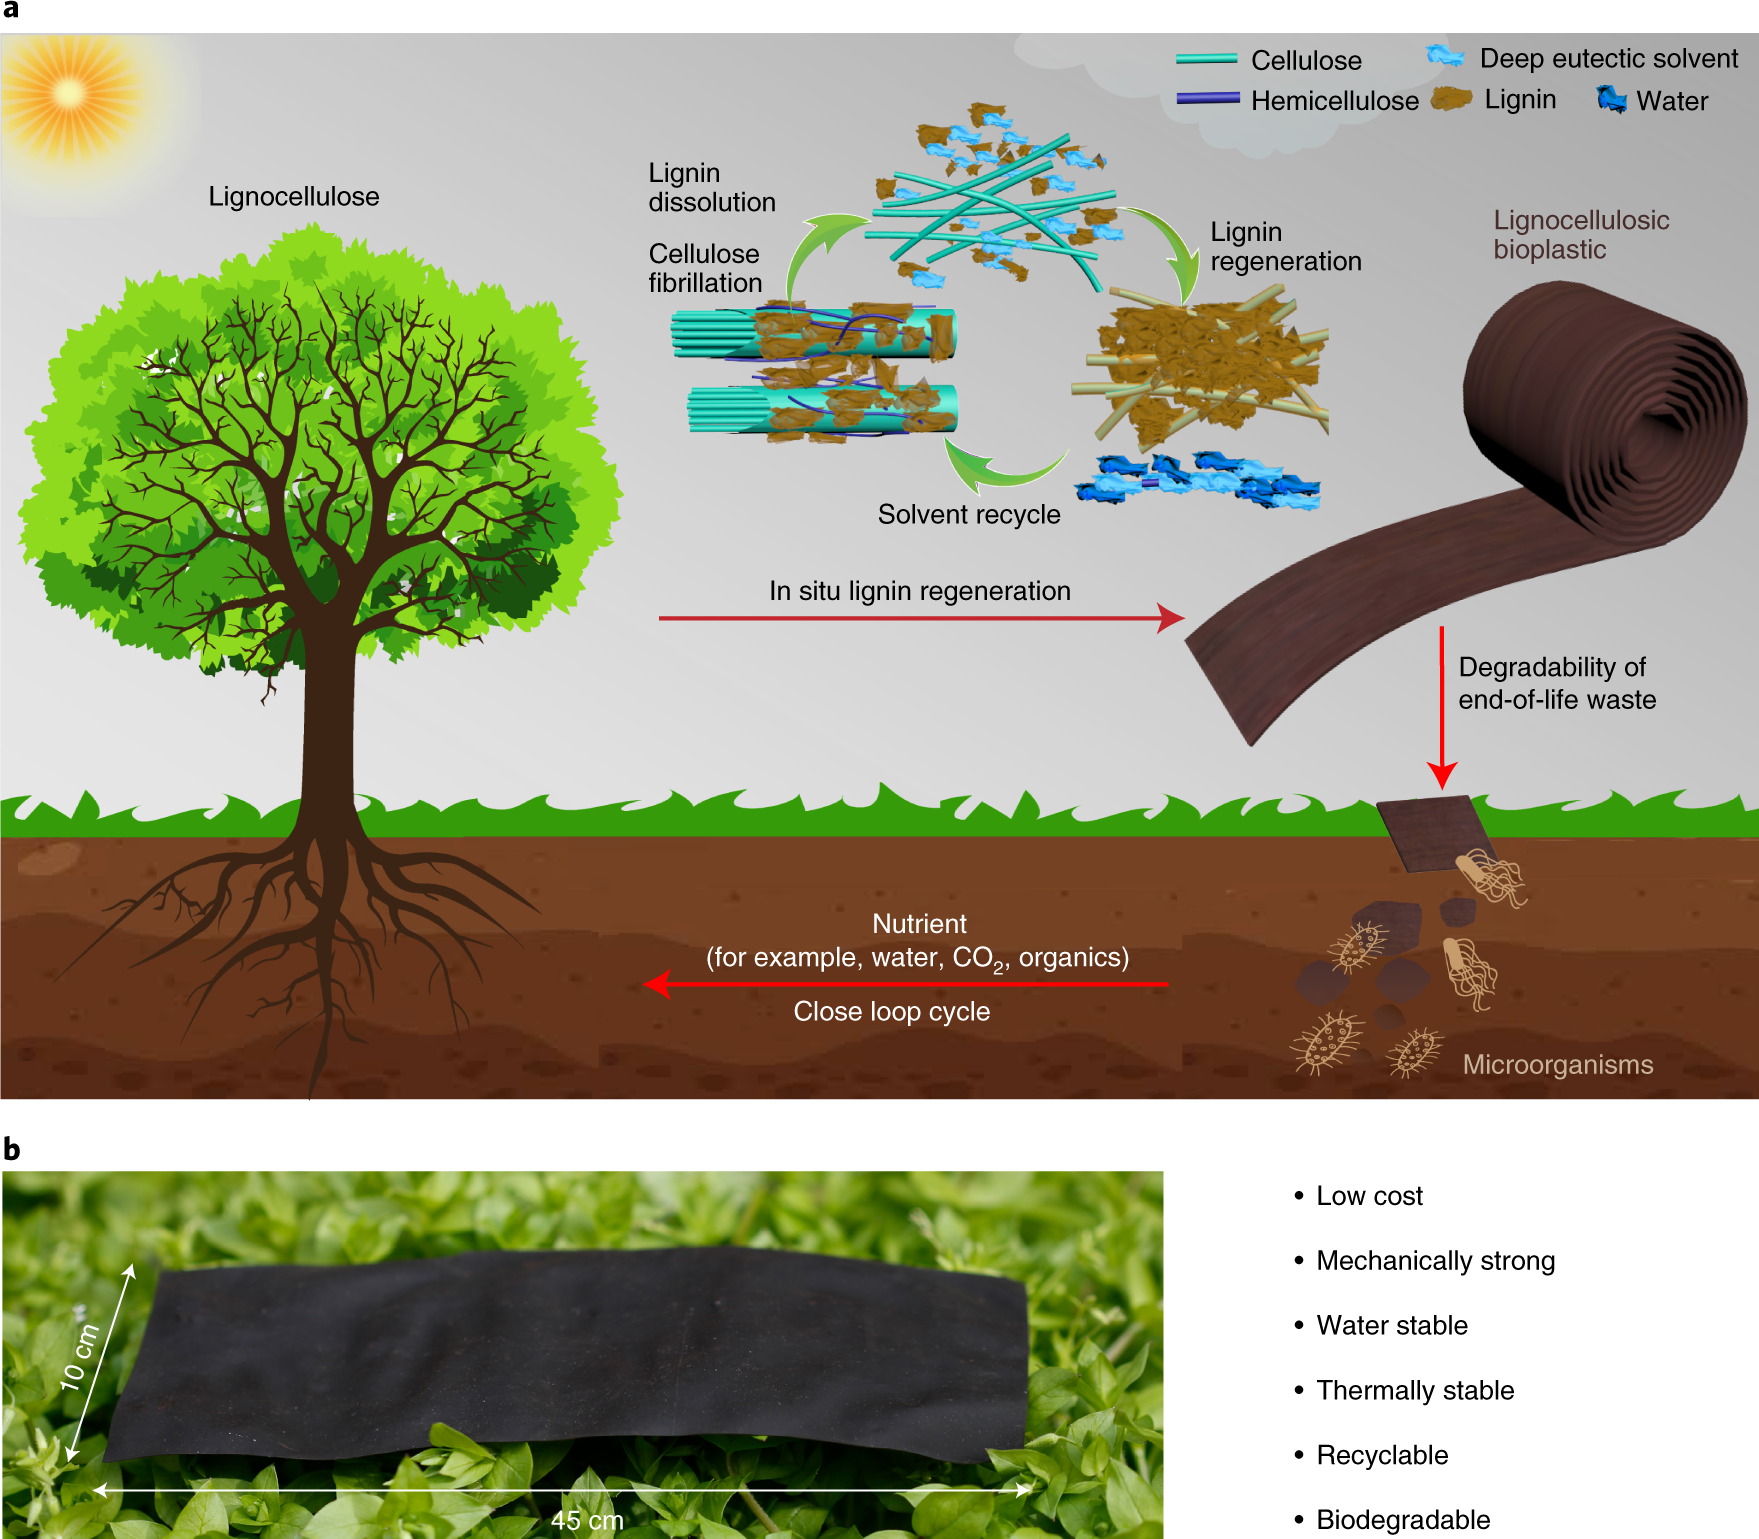 a
Cellulose
Deep eutectic solvent
Hemicellulose
Lignin
Water
Lignocellulose
Lignin
dissolution
Cellulose
fibrillation
Lignin
regeneration
Lignocellulosic
bioplastic
Solvent recycle
In situ lignin regeneration
Degradability of
end-of-life waste
Nutrient
(for example, water, CO₂, organics)
Close loop cycle
Microorganisms
b
10 cm
45 cm
• Low cost
• Mechanically strong
• Water stable
• Thermally stable
• Recyclable
• Biodegradable